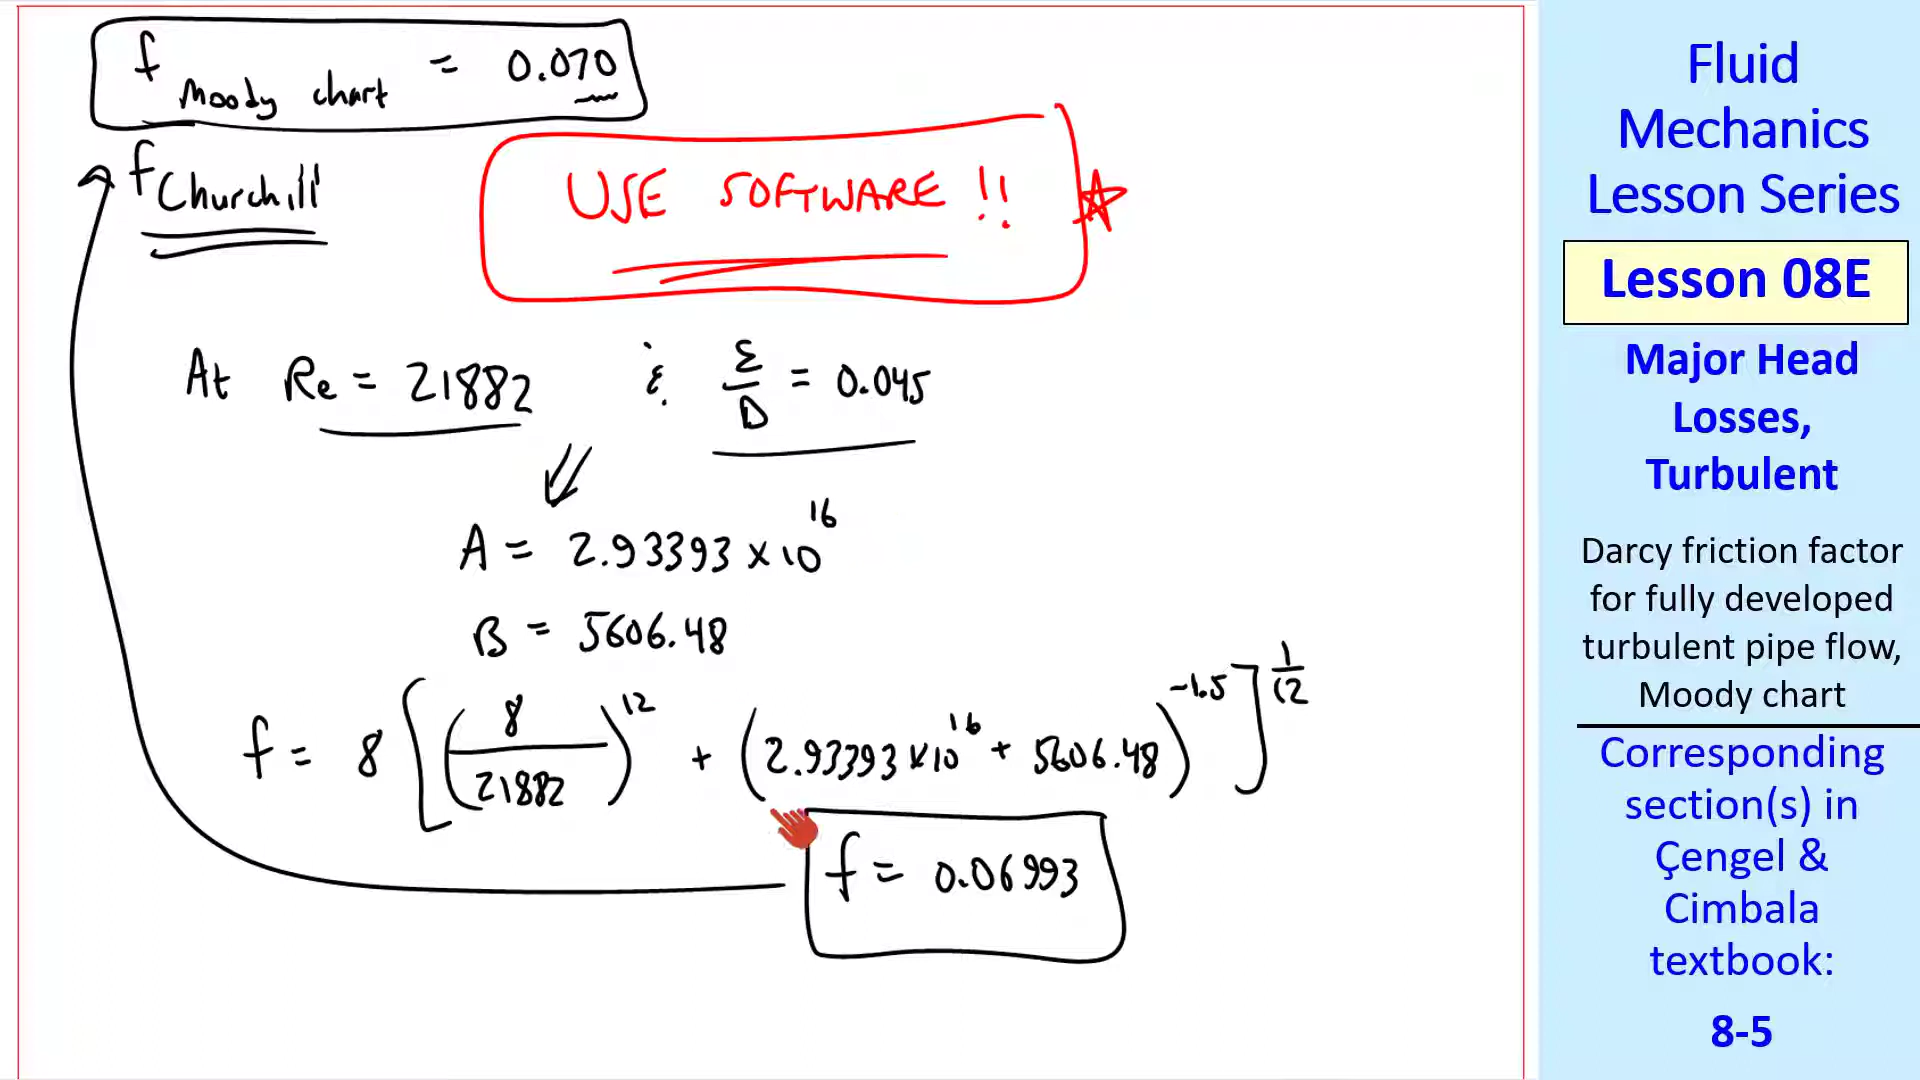 f Moody chart = 0.070
f Churchill
USE SOFTWARE !!
At Re = 21882 & ε/D = 0.045
A = 2.93393 × 10^16
B = 5606.48
f = 8 [ (8/21882)^12 + (2.93393 × 10^16 + 5606.48)^-1.5 ]^1/12
f = 0.06993
Fluid
Mechanics
Lesson Series
Lesson 08E
Major Head
Losses,
Turbulent
Darcy friction factor
for fully developed
turbulent pipe flow,
Moody chart
Corresponding
section(s) in
Çengel &
Cimbala
textbook:
8-5